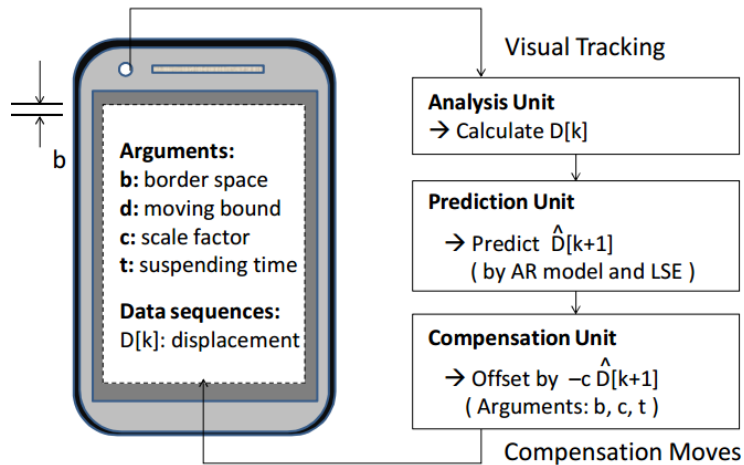 Visual Tracking
b
Arguments:
b: border space
d: moving bound
c: scale factor
t: suspending time
Data sequences:
D[k]: displacement
Analysis Unit
→ Calculate D[k]
Prediction Unit
→ Predict D̂[k+1]
( by AR model and LSE )
Compensation Unit
→ Offset by –c D̂[k+1]
( Arguments: b, c, t )
Compensation Moves